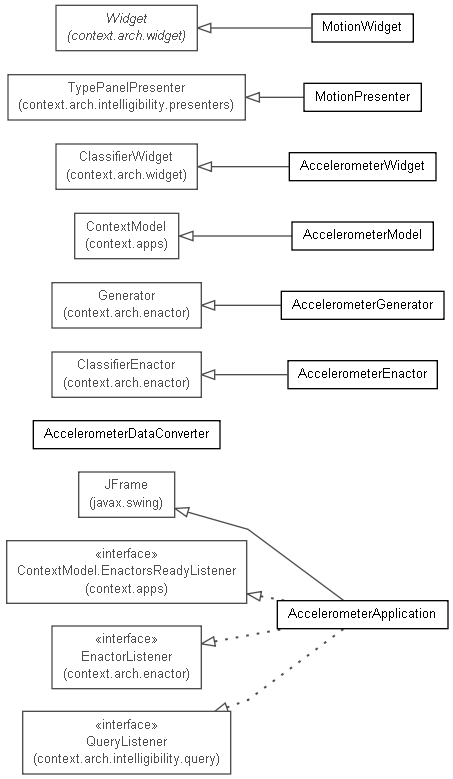 Widget
(context.arch.widget)
MotionWidget
TypePanelPresenter
(context.arch.intelligibility.presenters)
MotionPresenter
ClassifierWidget
(context.arch.widget)
AccelerometerWidget
ContextModel
(context.apps)
AccelerometerModel
Generator
(context.arch.enactor)
AccelerometerGenerator
ClassifierEnactor
(context.arch.enactor)
AccelerometerEnactor
AccelerometerDataConverter
JFrame
(javax.swing)
«interface»
ContextModel.EnactorsReadyListener
(context.apps)
AccelerometerApplication
«interface»
EnactorListener
(context.arch.enactor)
«interface»
QueryListener
(context.arch.intelligibility.query)